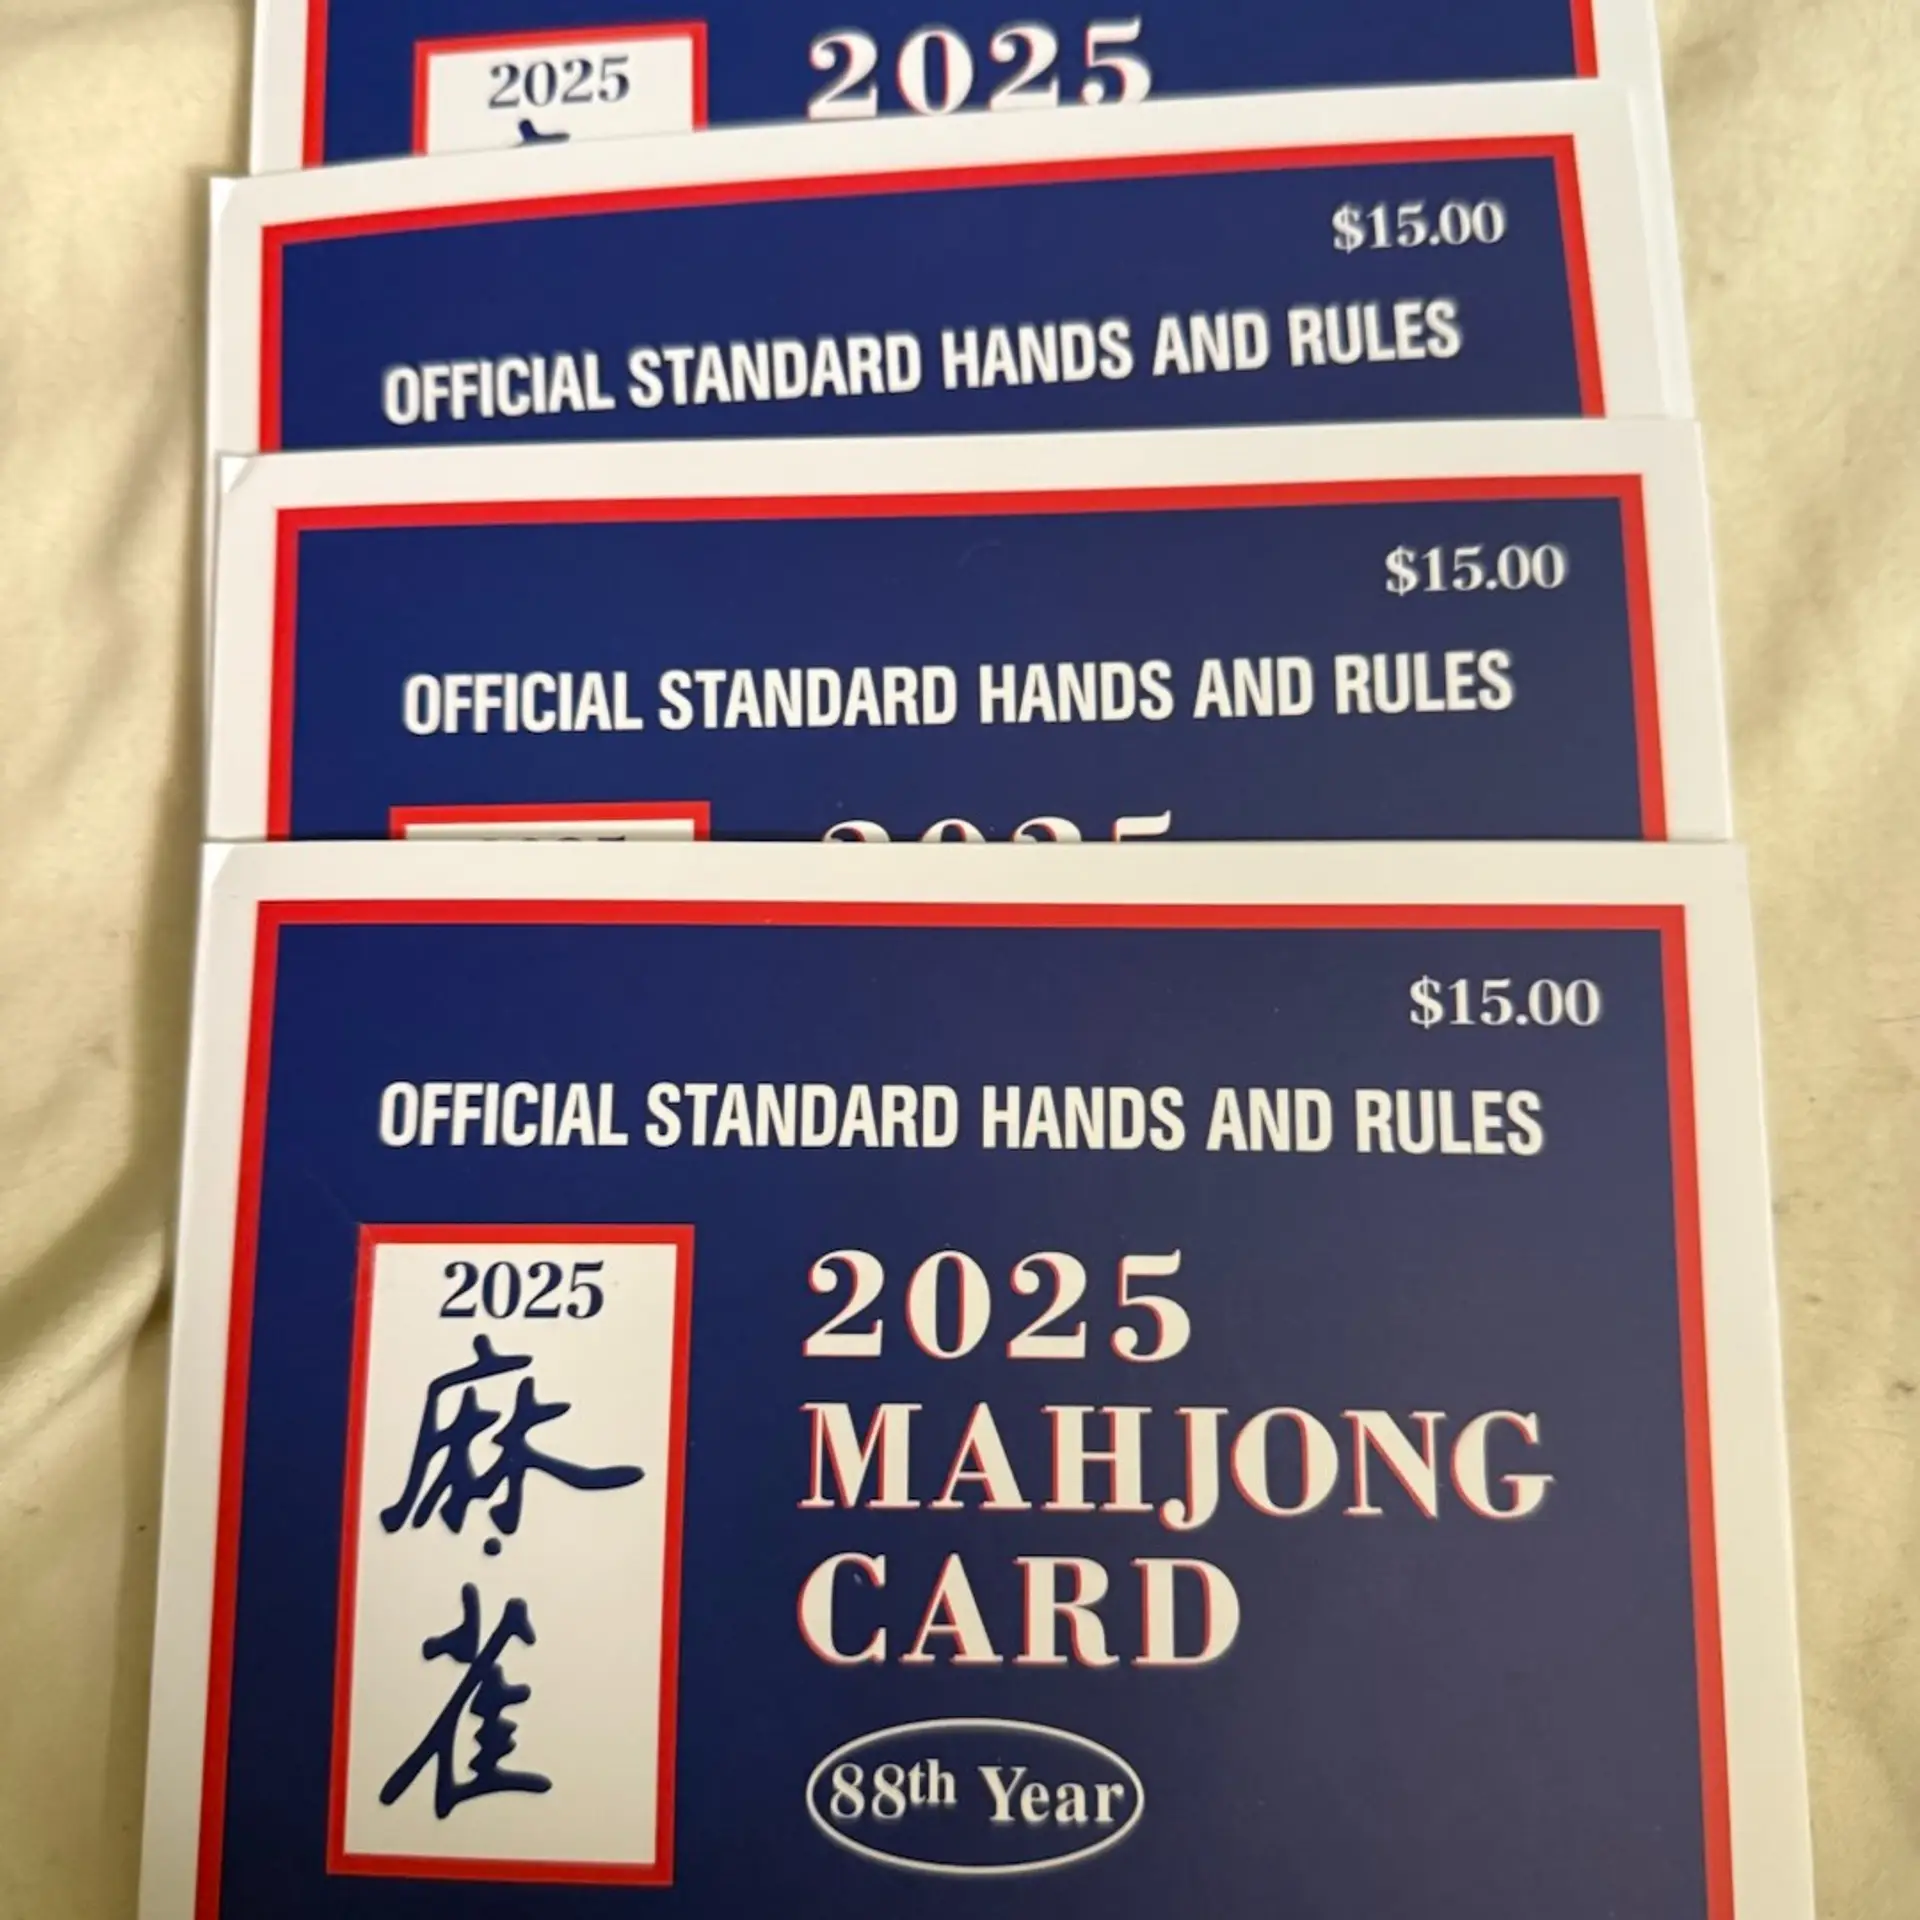 2025
2025
$15.00
OFFICIAL STANDARD HANDS AND RULES
$15.00
OFFICIAL STANDARD HANDS AND RULES
2025
$15.00
OFFICIAL STANDARD HANDS AND RULES
2025
麻
雀
2025
MAHJONG
CARD
88th Year